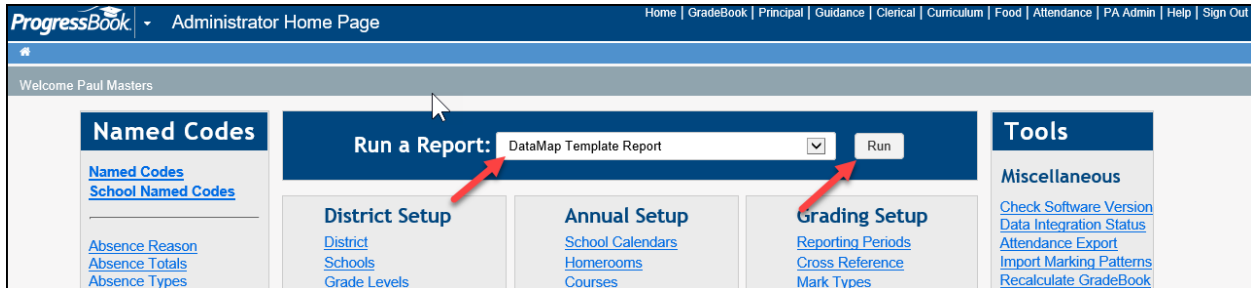 ProgressBook - Administrator Home Page
Home | GradeBook | Principal | Guidance | Clerical | Curriculum | Food | Attendance | PA Admin | Help | Sign Out
Welcome Paul Masters
Named Codes
Named Codes
School Named Codes
Absence Reason
Absence Totals
Absence Types
Run a Report: DataMap Template Report Run
District Setup
District
Schools
Grade Levels
Annual Setup
School Calendars
Homerooms
Courses
Grading Setup
Reporting Periods
Cross Reference
Mark Types
Tools
Miscellaneous
Check Software Version
Data Integration Status
Attendance Export
Import Marking Patterns
Recalculate GradeBook